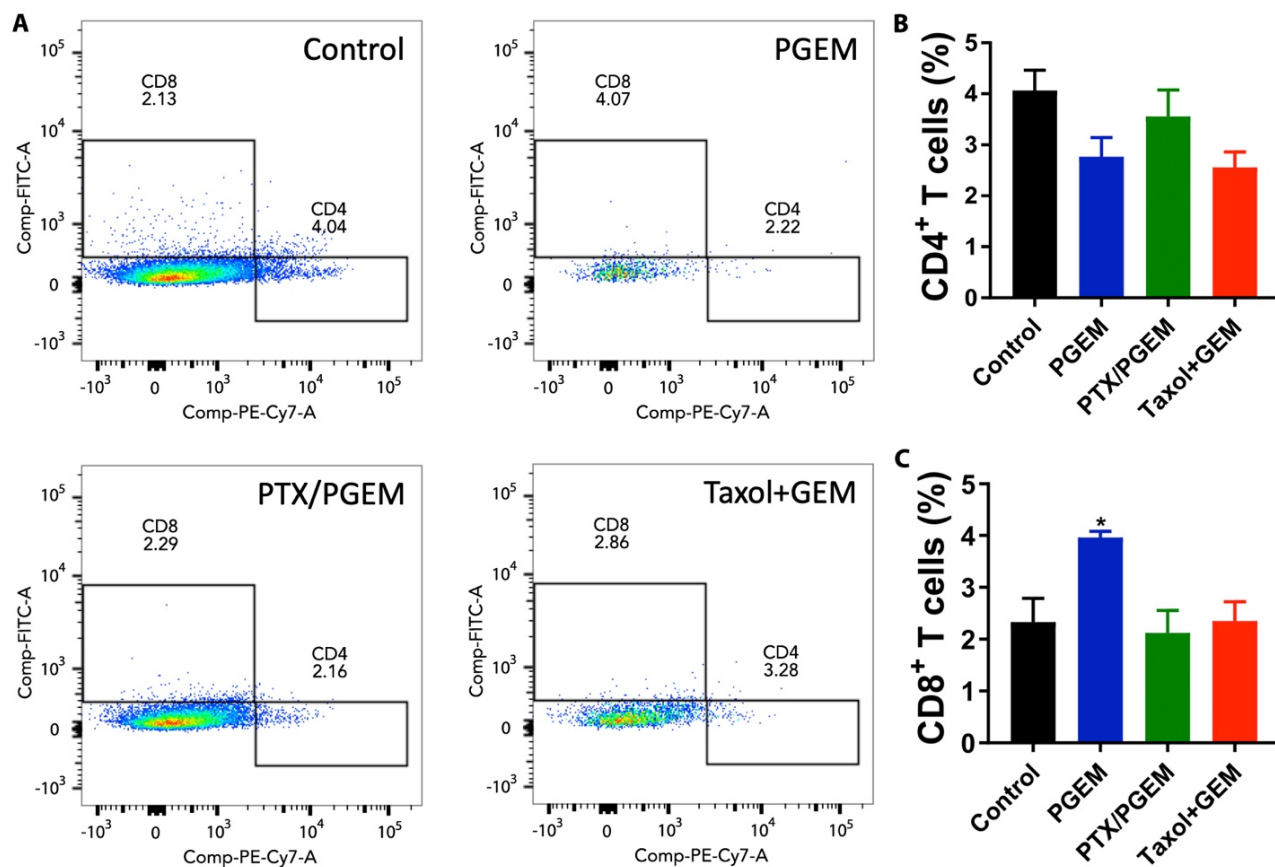 A
Control
CD8
2.13
CD4
4.04
10⁵
10⁴
10³
0
-10³
Comp-FITC-A
-10³
0
10³
10⁴
10⁵
Comp-PE-Cy7-A
PGEM
CD8
4.07
CD4
2.22
10⁵
10⁴
10³
0
-10³
Comp-FITC-A
-10³
0
10³
10⁴
10⁵
Comp-PE-Cy7-A
B
CD4⁺ T cells (%)
5
4
3
2
1
0
Control
PGEM
PTX/PGEM
Taxol+GEM
PTX/PGEM
CD8
2.29
CD4
2.16
10⁵
10⁴
10³
0
-10³
Comp-FITC-A
-10³
0
10³
10⁴
10⁵
Comp-PE-Cy7-A
Taxol+GEM
CD8
2.86
CD4
3.28
10⁵
10⁴
10³
0
-10³
Comp-FITC-A
-10³
0
10³
10⁴
10⁵
Comp-PE-Cy7-A
C
CD8⁺ T cells (%)
5
4
3
2
1
0
*
Control
PGEM
PTX/PGEM
Taxol+GEM